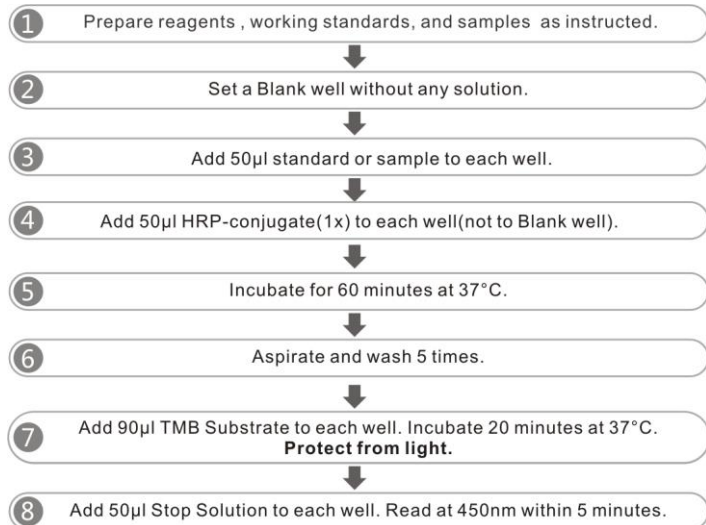 1 Prepare reagents , working standards, and samples as instructed.
2 Set a Blank well without any solution.
3 Add 50µl standard or sample to each well.
4 Add 50µl HRP-conjugate(1x) to each well(not to Blank well).
5 Incubate for 60 minutes at 37°C.
6 Aspirate and wash 5 times.
7 Add 90µl TMB Substrate to each well. Incubate 20 minutes at 37°C.
Protect from light.
8 Add 50µl Stop Solution to each well. Read at 450nm within 5 minutes.